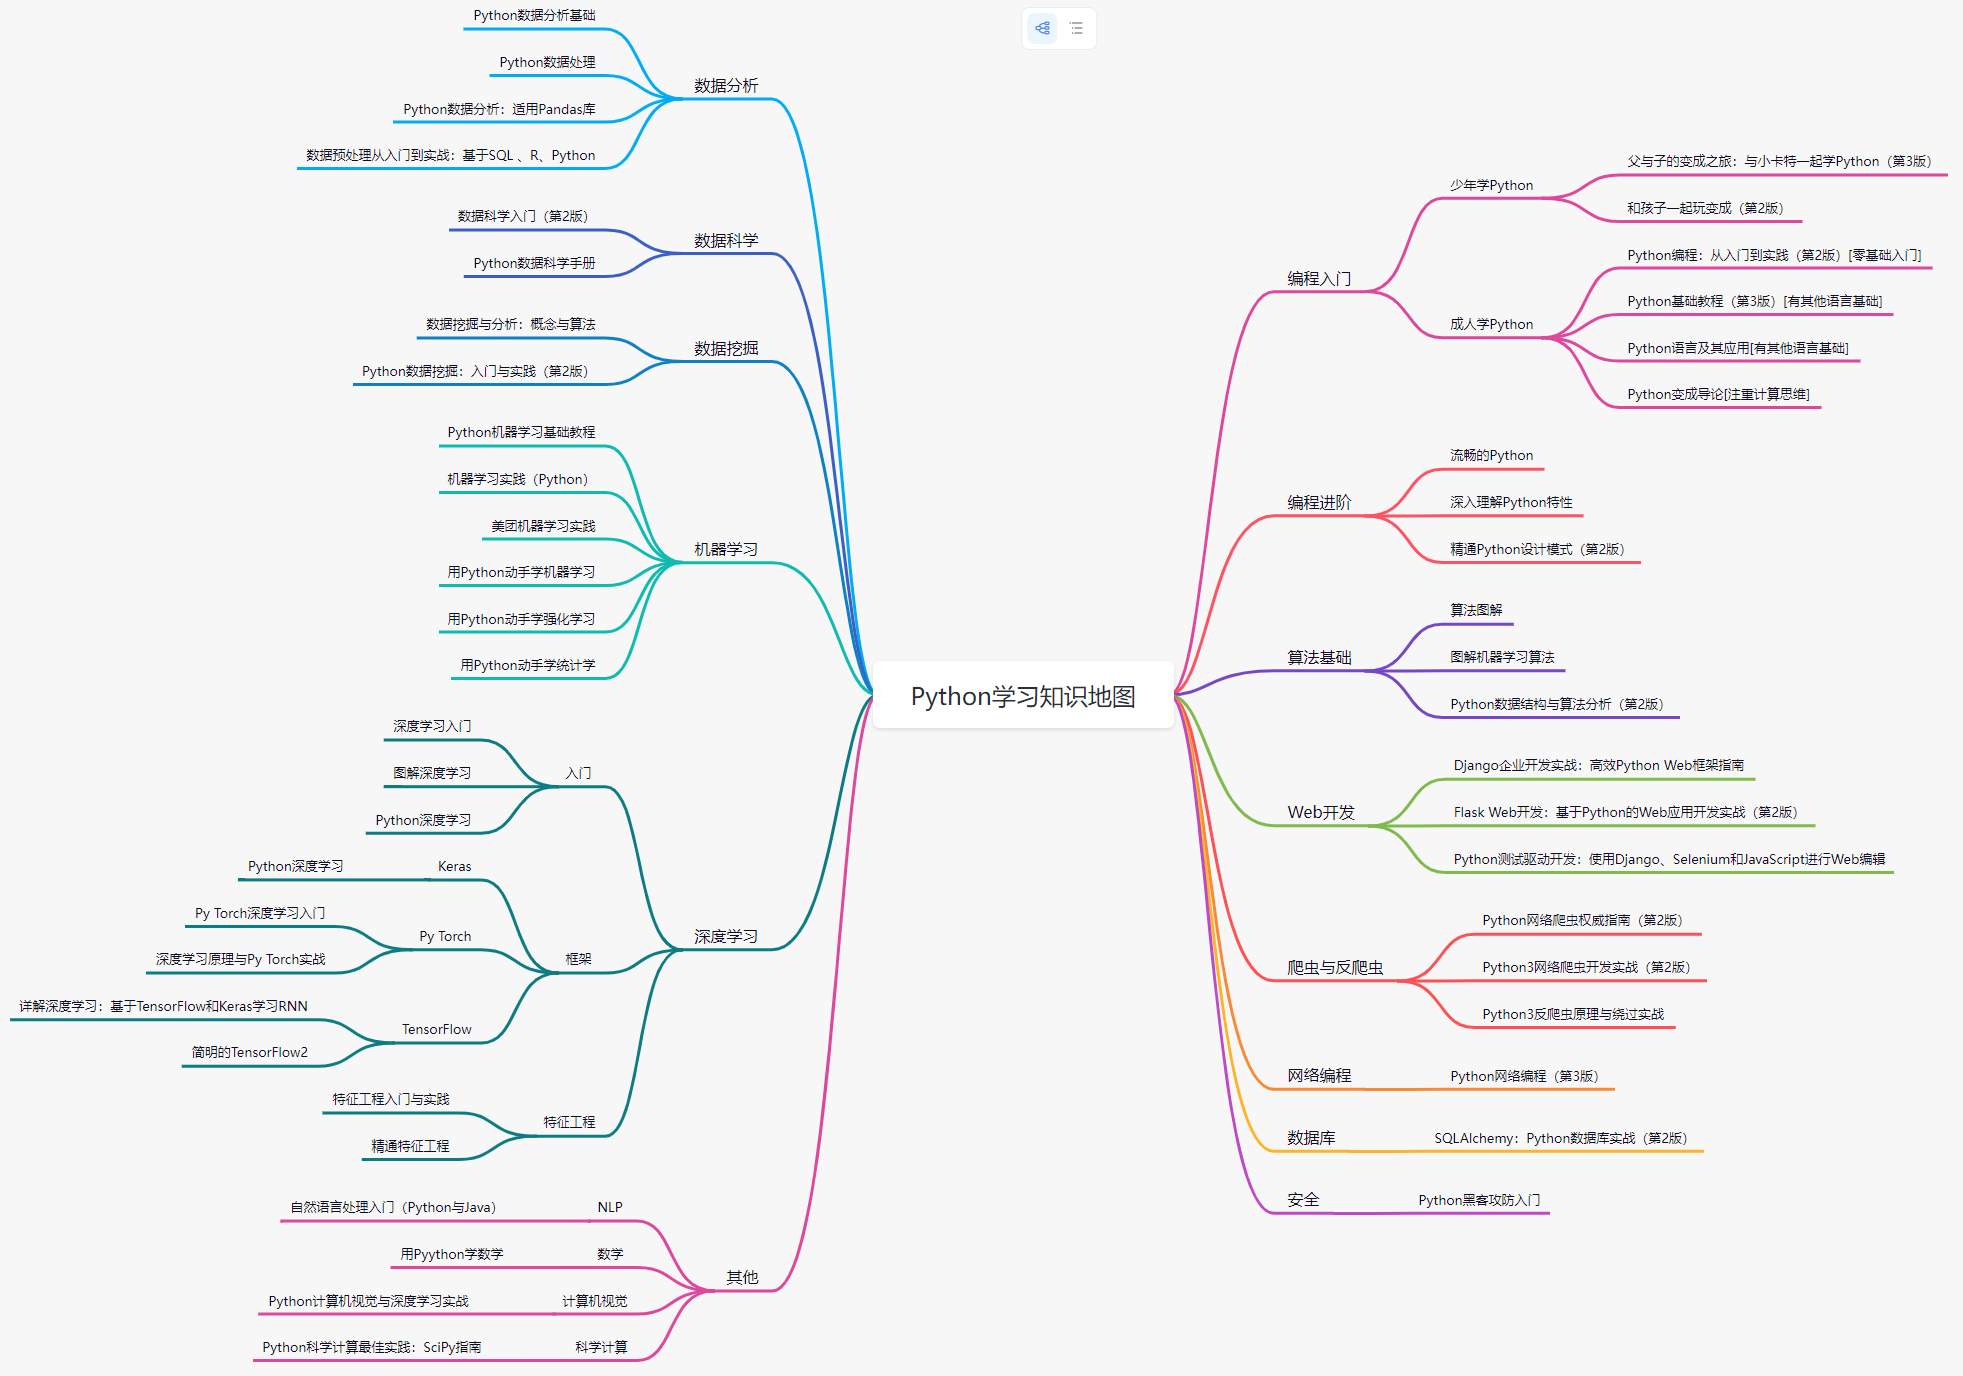 Python学习知识地图
编程入门
少年学Python
父与子的变成之旅：与小卡特一起学Python（第3版）
和孩子一起玩变成（第2版）
成人学Python
Python编程：从入门到实践（第2版）[零基础入门]
Python基础教程（第3版）[有其他语言基础]
Python语言及其应用[有其他语言基础]
Python变成导论[注重计算思维]
编程进阶
流畅的Python
深入理解Python特性
精通Python设计模式（第2版）
算法基础
算法图解
图解机器学习算法
Python数据结构与算法分析（第2版）
Web开发
Django企业开发实战：高效Python Web框架指南
Flask Web开发：基于Python的Web应用开发实战（第2版）
Python测试驱动开发：使用Django、Selenium和JavaScript进行Web编辑
爬虫与反爬虫
Python网络爬虫权威指南（第2版）
Python3网络爬虫开发实战（第2版）
Python3反爬虫原理与绕过实战
网络编程
Python网络编程（第3版）
数据库
SQLAlchemy：Python数据库实战（第2版）
安全
Python黑客攻防入门
数据分析
Python数据分析基础
Python数据处理
Python数据分析：适用Pandas库
数据预处理从入门到实战：基于SQL 、R、Python
数据科学
数据科学入门（第2版）
Python数据科学手册
数据挖掘
数据挖掘与分析：概念与算法
Python数据挖掘：入门与实践（第2版）
机器学习
Python机器学习基础教程
机器学习实践（Python）
美团机器学习实践
用Python动手学机器学习
用Python动手学强化学习
用Python动手学统计学
深度学习
入门
深度学习入门
图解深度学习
Python深度学习
框架
Keras
Python深度学习
Py Torch
Py Torch深度学习入门
深度学习原理与Py Torch实战
TensorFlow
详解深度学习：基于TensorFlow和Keras学习RNN
简明的TensorFlow2
特征工程
特征工程入门与实践
精通特征工程
其他
NLP
自然语言处理入门（Python与Java）
数学
用Pyython学数学
计算机视觉
Python计算机视觉与深度学习实战
科学计算
Python科学计算最佳实践：SciPy指南